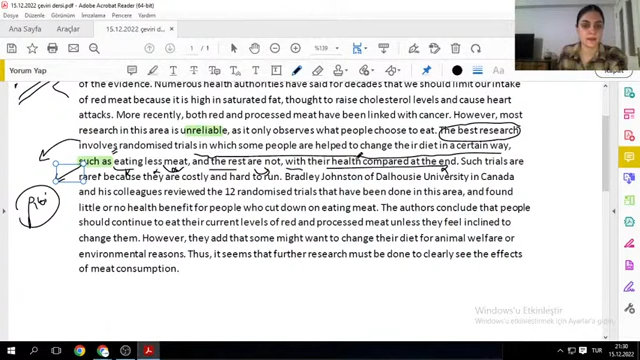 15.12.2022 çeviri dersi.pdf - Adobe Acrobat Reader (64-bit)
Dosya Düzenle Görünüm İmzala Pencere Yardım
Ana Sayfa Araçlar 15.12.2022 çeviri d... ×
%139
Yorum Yap Kapat
of the evidence. Numerous health authorities have said for decades that we should limit our intake
of red meat because it is high in saturated fat, thought to raise cholesterol levels and cause heart
attacks. More recently, both red and processed meat have been linked with cancer. However, most
research in this area is unreliable, as it only observes what people choose to eat. The best research
involves randomised trials in which some people are helped to change their diet in a certain way,
such as eating less meat, and the rest are not, with their health compared at the end. Such trials are
rare because they are costly and hard to run. Bradley Johnston of Dalhousie University in Canada
and his colleagues reviewed the 12 randomised trials that have been done in this area, and found
little or no health benefit for people who cut down on eating meat. The authors conclude that people
should continue to eat their current levels of red and processed meat unless they feel inclined to
change them. However, they add that some might want to change their diet for animal welfare or
environmental reasons. Thus, it seems that further research must be done to clearly see the effects
of meat consumption.
Windows'u Etkinleştir
Windows'u etkinleştirmek için Ayarlar'a gidin.
TUR 21:30
15.12.2022